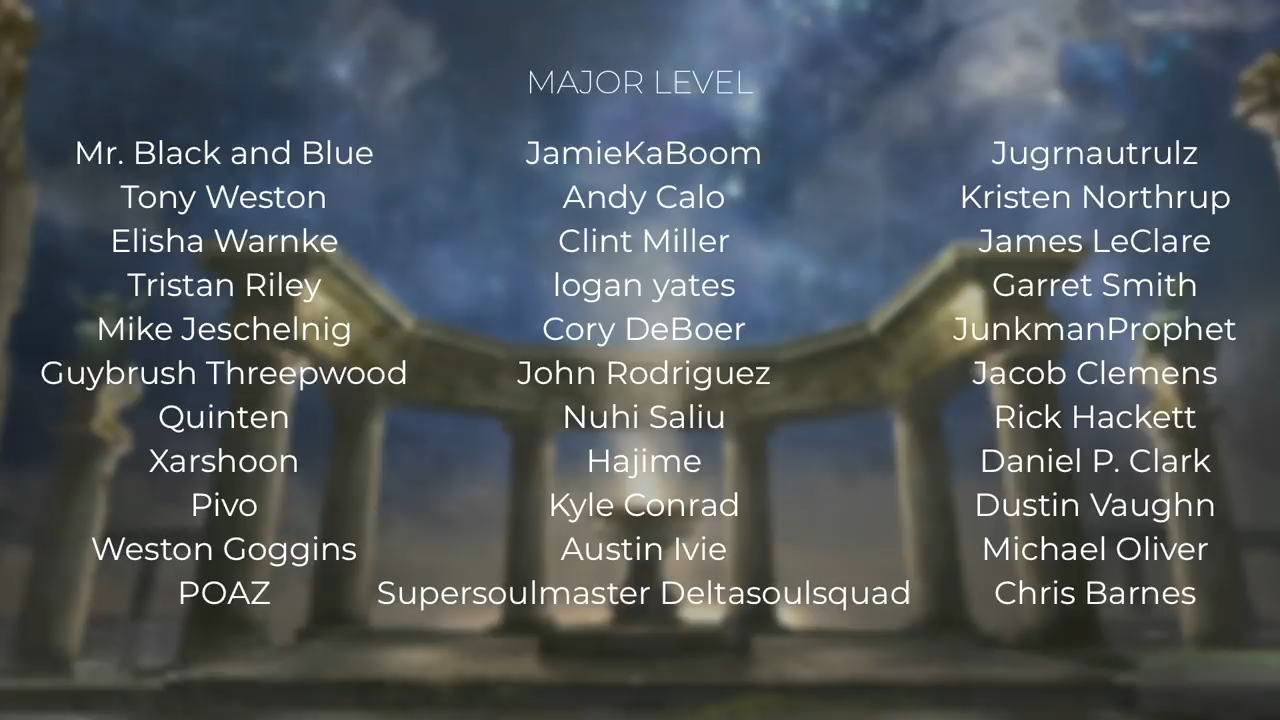 MAJOR LEVEL
Mr. Black and Blue
Tony Weston
Elisha Warnke
Tristan Riley
Mike Jeschelnig
Guybrush Threepwood
Quinten
Xarshoon
Pivo
Weston Goggins
POAZ
JamieKaBoom
Andy Calo
Clint Miller
logan yates
Cory DeBoer
John Rodriguez
Nuhi Saliu
Hajime
Kyle Conrad
Austin Ivie
Supersoulmaster Deltasoulsquad
Jugrnautrulz
Kristen Northrup
James LeClare
Garret Smith
JunkmanProphet
Jacob Clemens
Rick Hackett
Daniel P. Clark
Dustin Vaughn
Michael Oliver
Chris Barnes